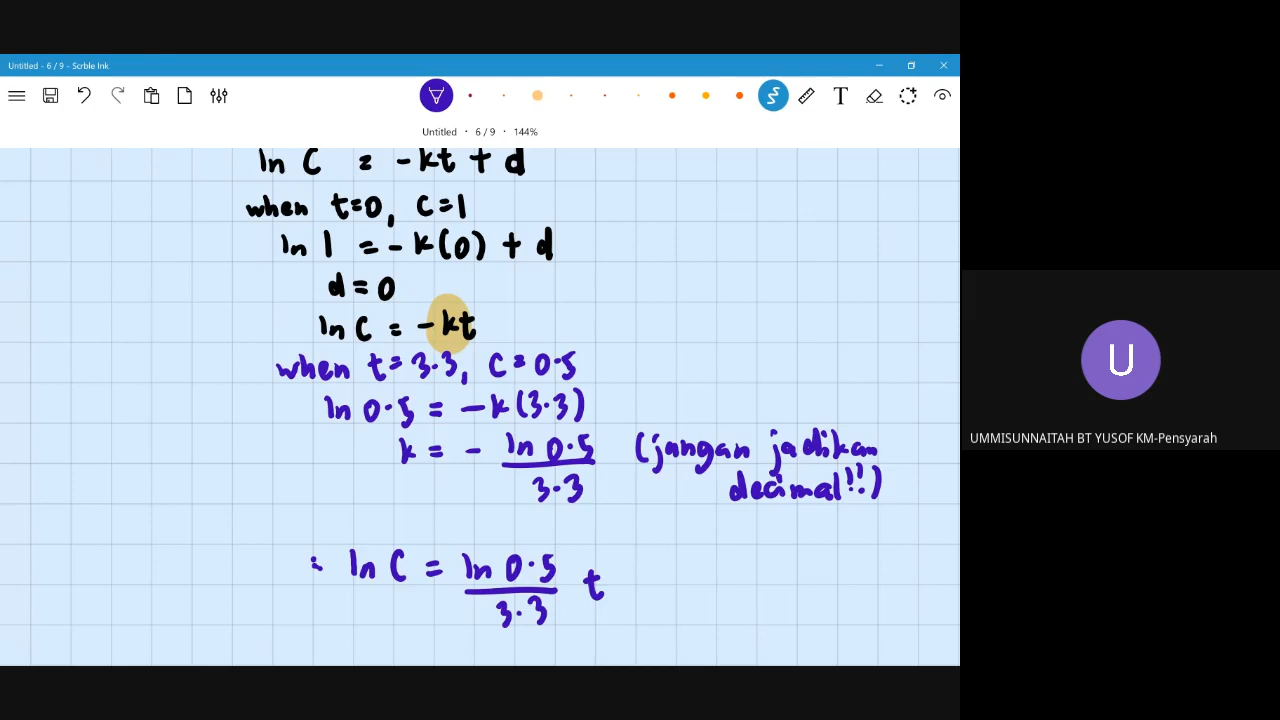 Untitled - 6 / 9 - Scrble Ink
T
Untitled • 6 / 9 • 144%
ln C = -kt + d
when t=0, C=1
ln 1 = -k(0) + d
d = 0
ln C = -kt
when t=3.3, C=0.5
ln 0.5 = -k(3.3)
k = - ln 0.5 / 3.3 (jangan jadikan
decimal!!)
∴ ln C = ln 0.5 / 3.3 t
U
UMMISUNNAITAH BT YUSOF KM-Pensyarah